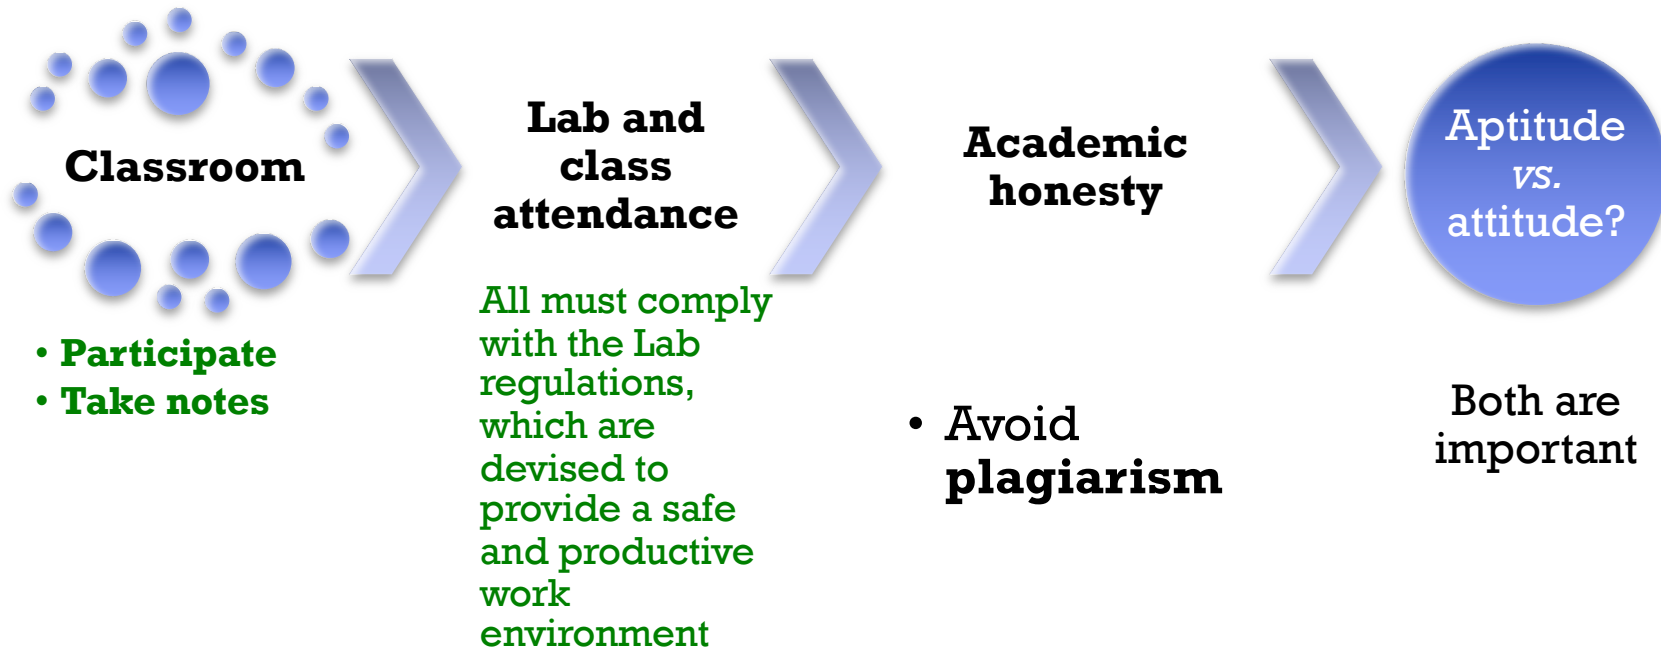 Classroom
• Participate
• Take notes
Lab and
class
attendance
All must comply
with the Lab
regulations,
which are
devised to
provide a safe
and productive
work
environment
Academic
honesty
• Avoid
plagiarism
Aptitude
vs.
attitude?
Both are
important